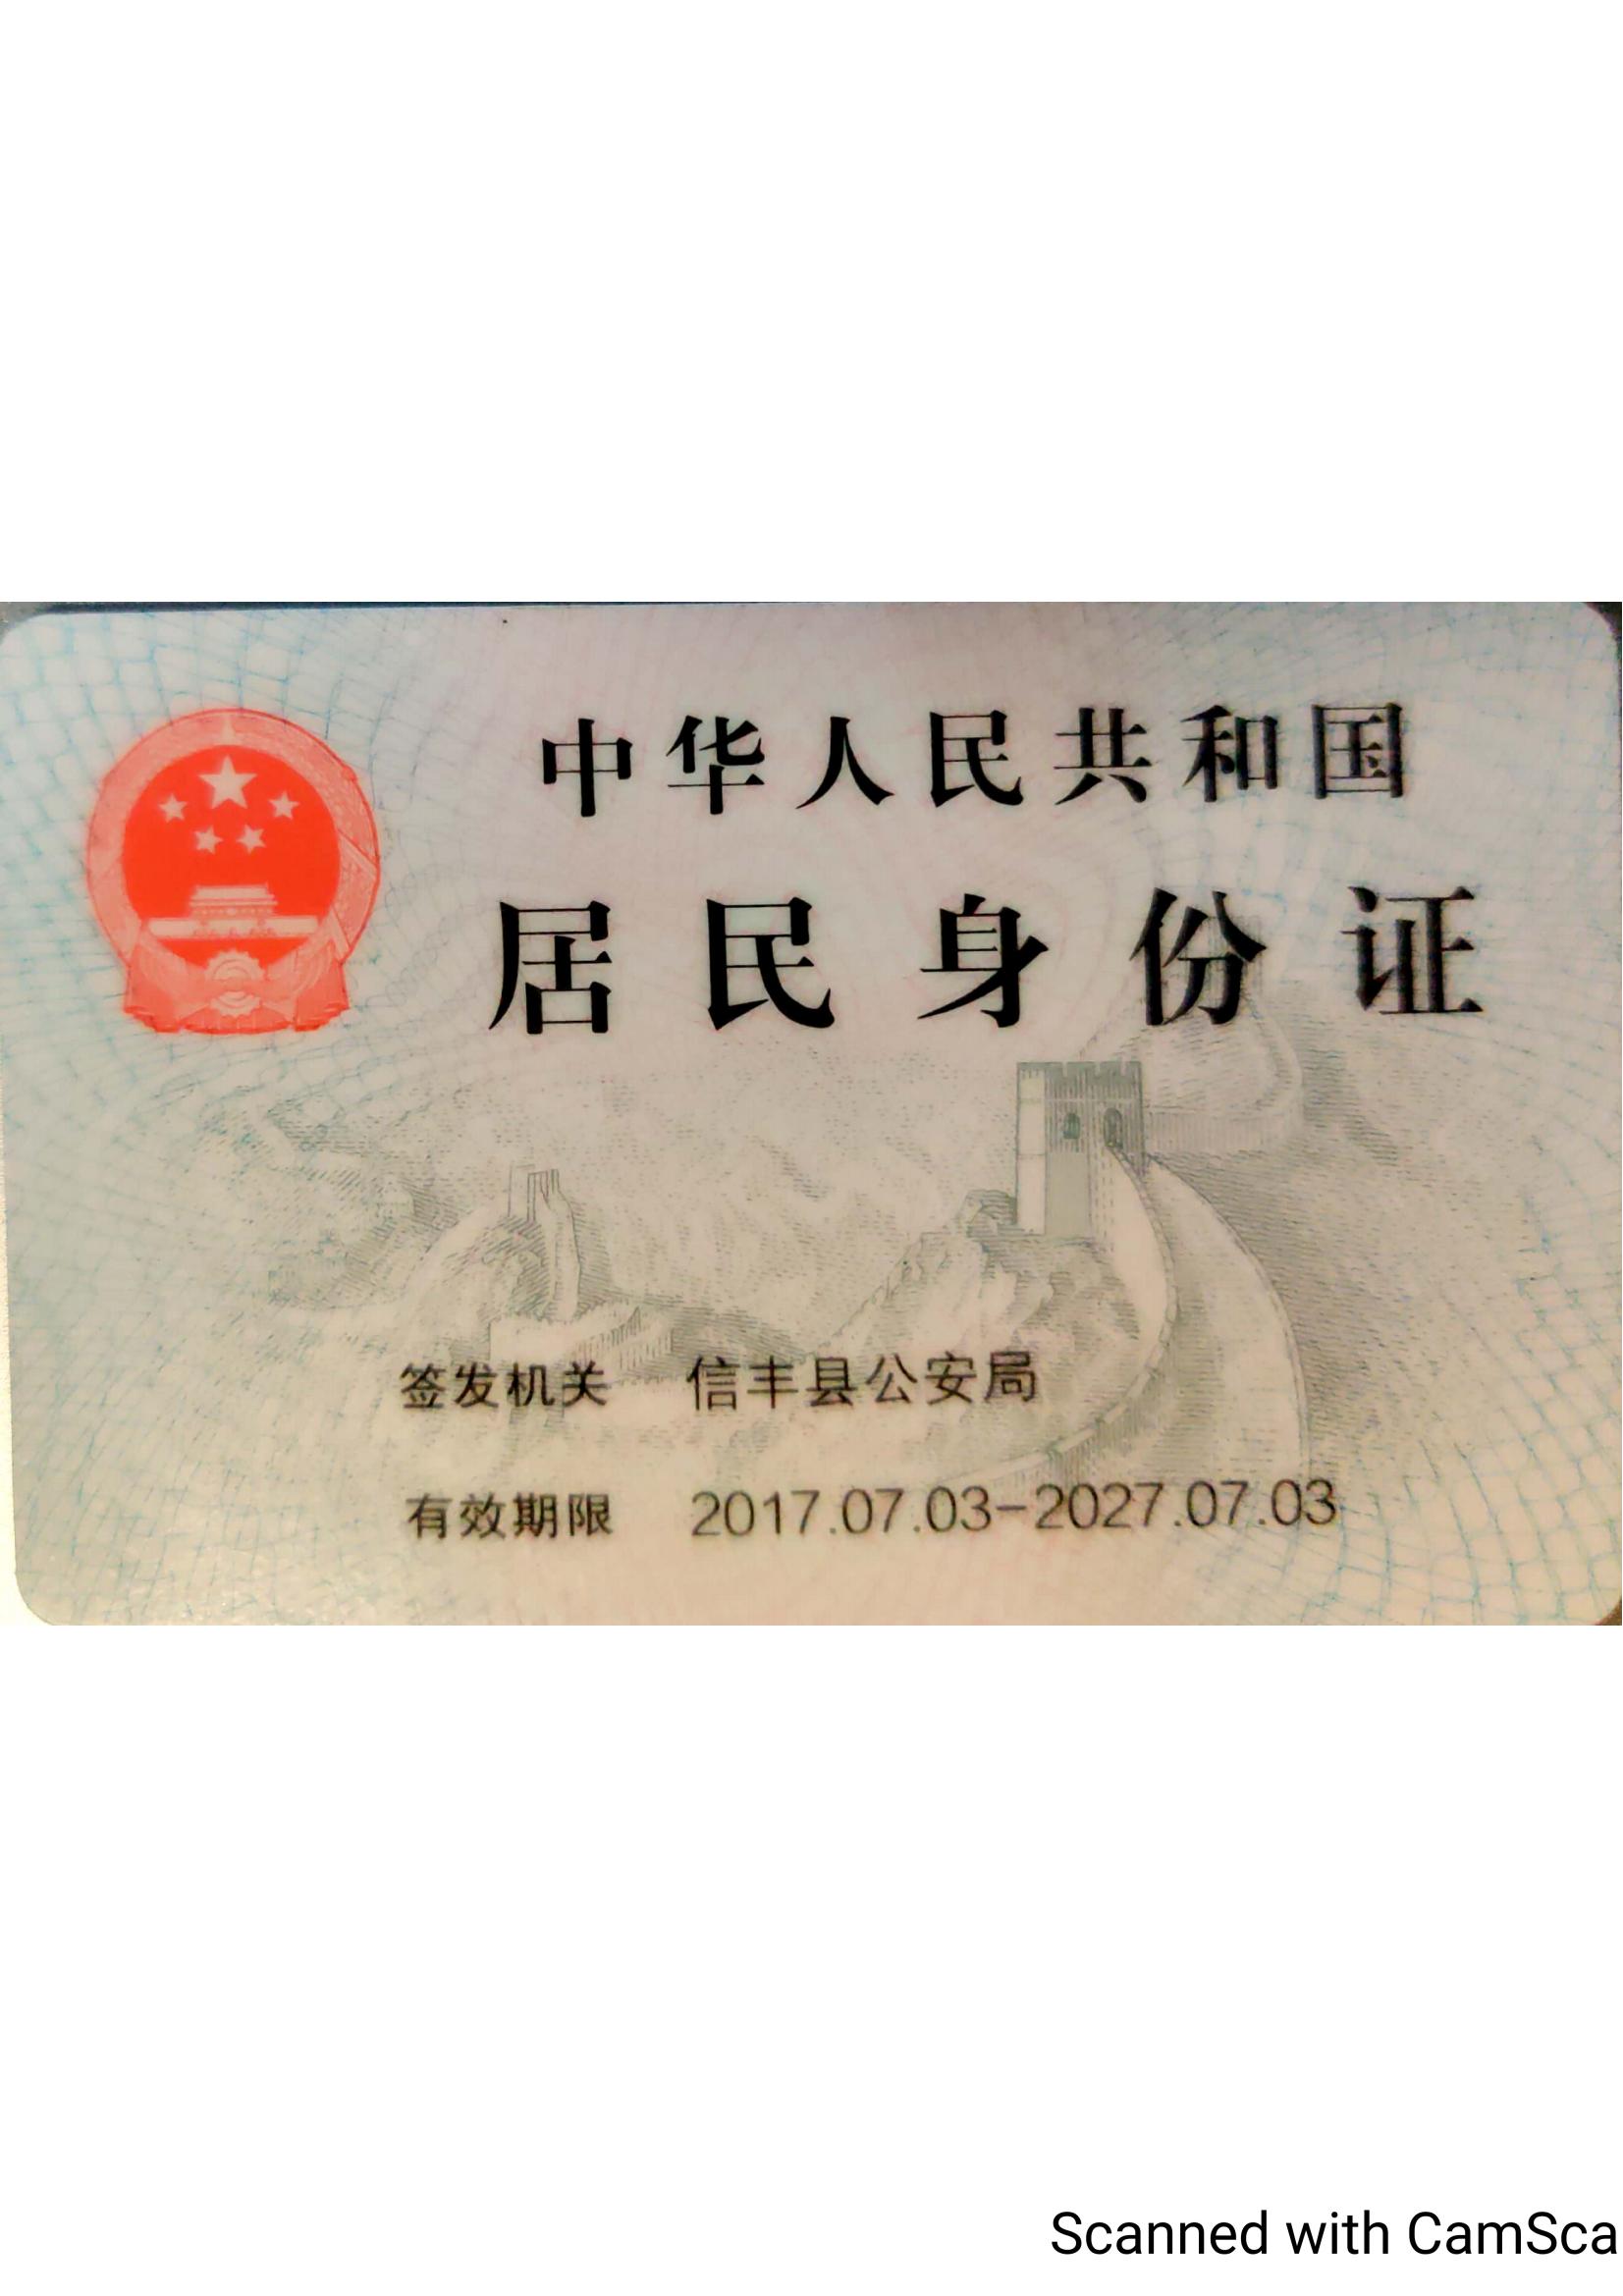 中华人民共和国
居民身份证
签发机关 信丰县公安局
有效期限 2017.07.03-2027.07.03
Scanned with CamSca